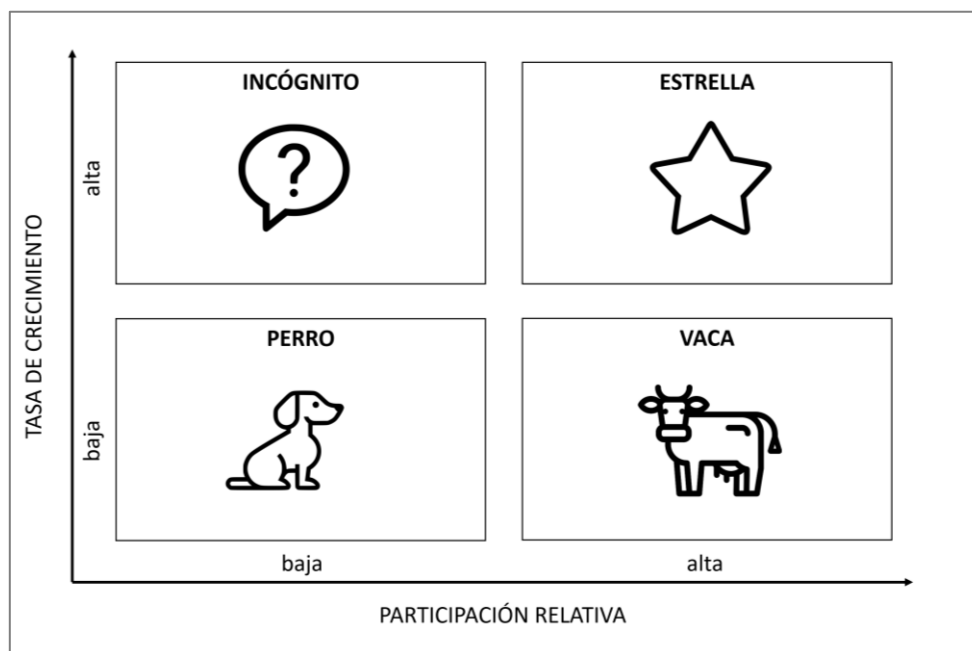 INCÓGNITO
ESTRELLA
?
alta
TASA DE CRECIMIENTO
PERRO
VACA
baja
baja
alta
PARTICIPACIÓN RELATIVA